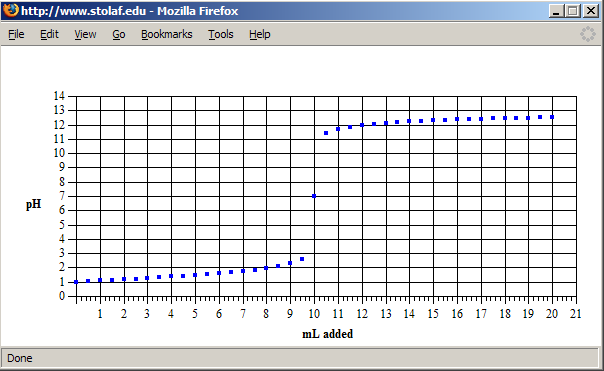 http://www.stolaf.edu - Mozilla Firefox
File Edit View Go Bookmarks Tools Help
14
13
12
11
10
9
8
7
6
pH
5
4
3
2
1
0
1 2 3 4 5 6 7 8 9 10 11 12 13 14 15 16 17 18 19 20 21
mL added
Done